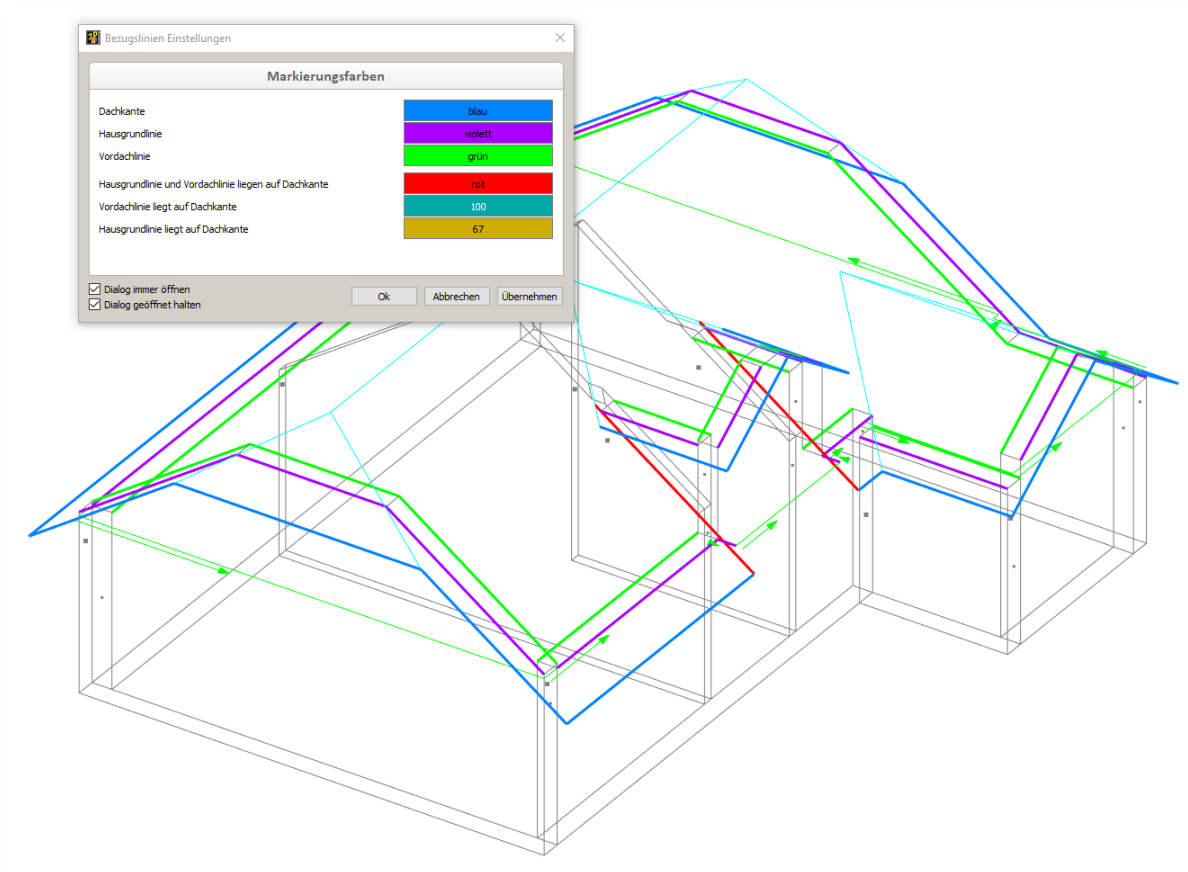 Bezugslinien Einstellungen
Markierungsfarben
Dachkante blau
Hausgrundlinie violett
Vordachlinie grün
Hausgrundlinie und Vordachlinie liegen auf Dachkante rot
Vordachlinie liegt auf Dachkante 100
Hausgrundlinie liegt auf Dachkante 67
Dialog immer öffnen
Dialog geöffnet halten
Ok Abbrechen Übernehmen